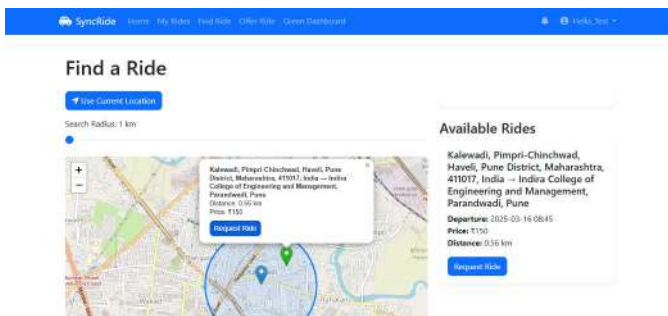 SyncRide Home My Rides Find Ride Offer Ride Green Dashboard Hello, Test
Find a Ride
Use Current Location
Search Radius: 1 km
+
−
Kalewadi, Pimpri-Chinchwad, Haveli, Pune
District, Maharashtra, 411017, India → Indira
College of Engineering and Management,
Parandwadi, Pune
Distance: 0.56 km
Price: ₹150
Request Ride
×
Wakad
Rahatani
Available Rides
Kalewadi, Pimpri-Chinchwad,
Haveli, Pune District, Maharashtra,
411017, India → Indira College of
Engineering and Management,
Parandwadi, Pune
Departure: 2025-03-16 08:45
Price: ₹150
Distance: 0.56 km
Request Ride